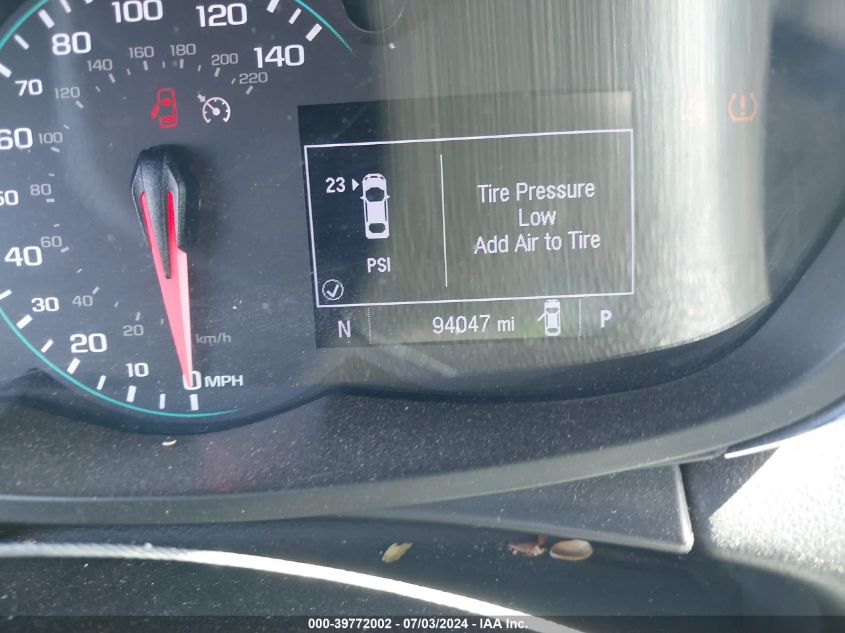 100
120
80
140
160
180
140
200
70
120
220
60
100
23
Tire Pressure
Low
Add Air to Tire
PSI
50
80
40
60
30
40
20
20
km/h
10
0 MPH
N
94047 mi
P
000-39772002 - 07/03/2024 - IAA Inc.